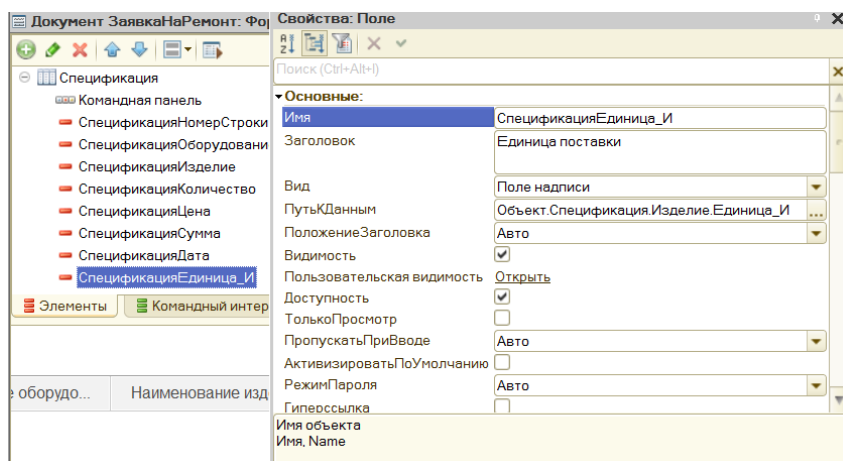 Документ ЗаявкаНаРемонт: Фо
Спецификация
Командная панель
СпецификацияНомерСтроки
СпецификацияОборудовани
СпецификацияИзделие
СпецификацияКоличество
СпецификацияЦена
СпецификацияСумма
СпецификацияДата
СпецификацияЕдиница_И
Элементы
Командный интер
е оборудо...
Наименование изд
Свойства: Поле
Поиск (Ctrl+Alt+I)
Основные:
Имя СпецификацияЕдиница_И
Заголовок Единица поставки
Вид Поле надписи
ПутьКДанным Объект.Спецификация.Изделие.Единица_И ...
ПоложениеЗаголовка Авто
Видимость
Пользовательская видимость Открыть
Доступность
ТолькоПросмотр
ПропускатьПриВводе Авто
АктивизироватьПоУмолчанию
РежимПароля Авто
Гиперссылка
Имя объекта
Имя, Name